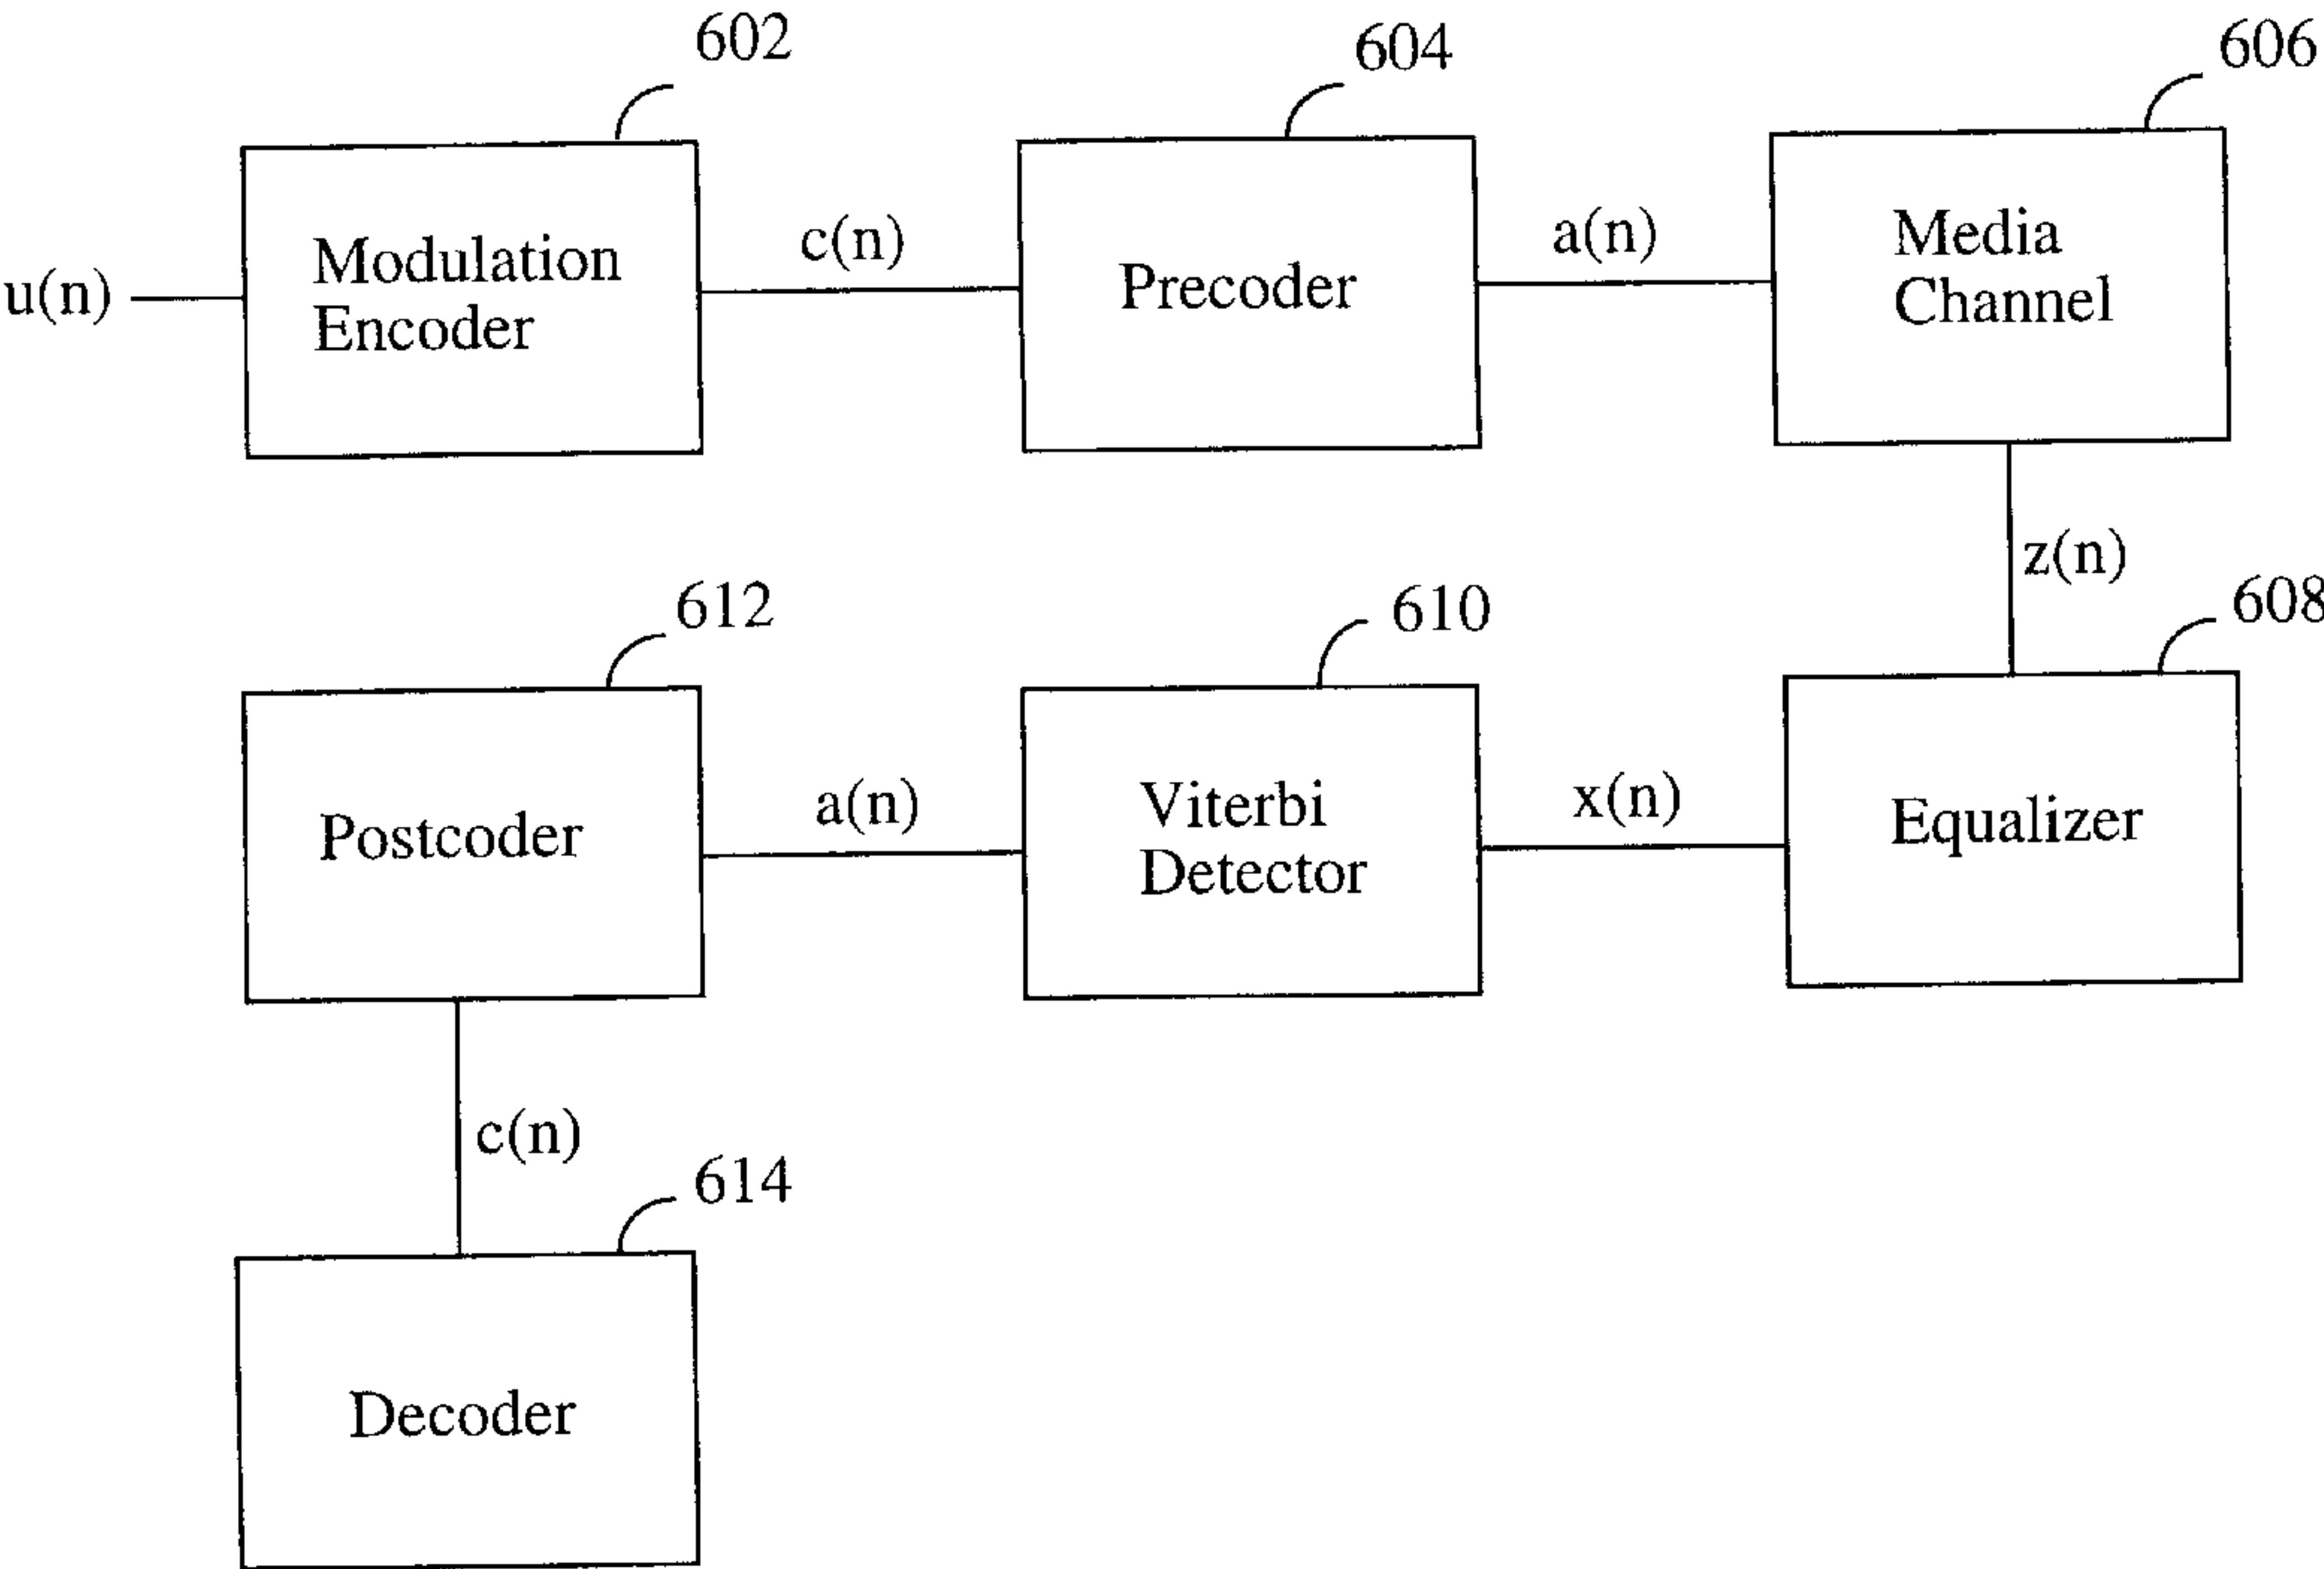 602
604
606
u(n)
Modulation
Encoder
c(n)
Precoder
a(n)
Media
Channel
z(n)
612
610
608
Postcoder
a(n)
Viterbi
Detector
x(n)
Equalizer
c(n)
614
Decoder